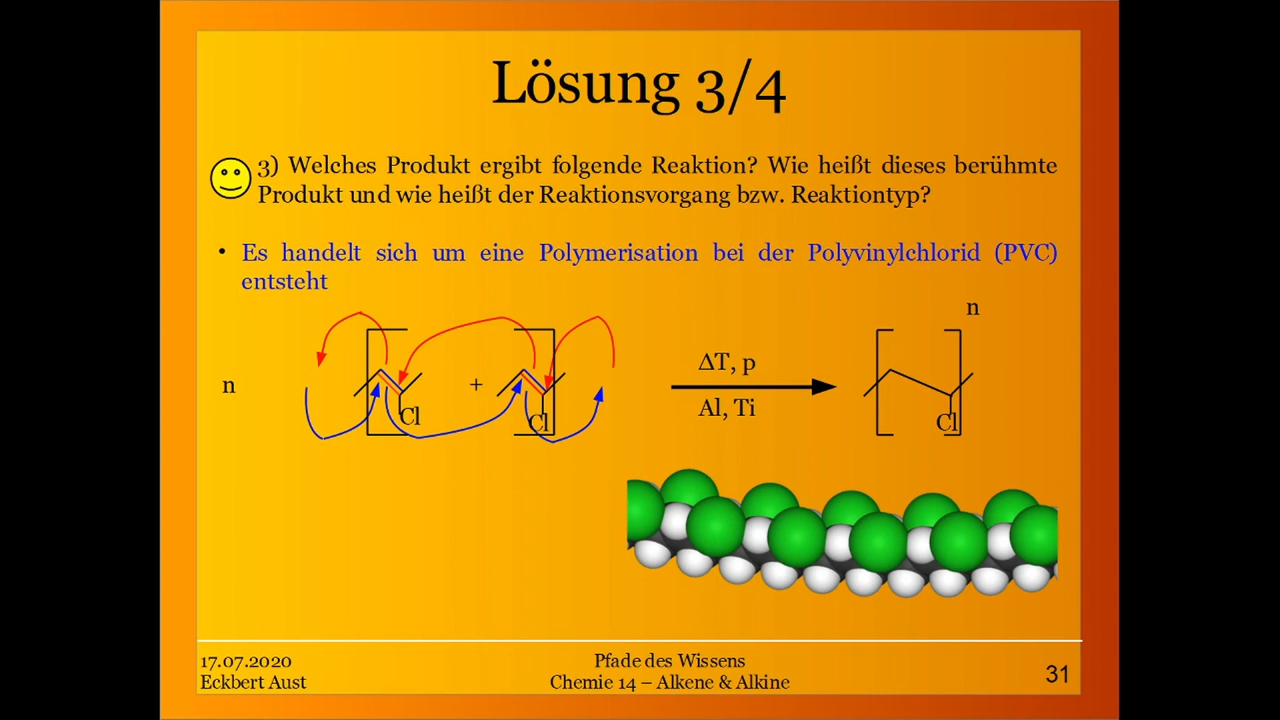 Lösung 3/4
3) Welches Produkt ergibt folgende Reaktion? Wie heißt dieses berühmte
Produkt und wie heißt der Reaktionsvorgang bzw. Reaktiontyp?
• Es handelt sich um eine Polymerisation bei der Polyvinylchlorid (PVC)
entsteht
n
n
+
ΔT, p
Al, Ti
Cl
Cl
Cl
17.07.2020
Eckbert Aust
Pfade des Wissens
Chemie 14 – Alkene & Alkine
31